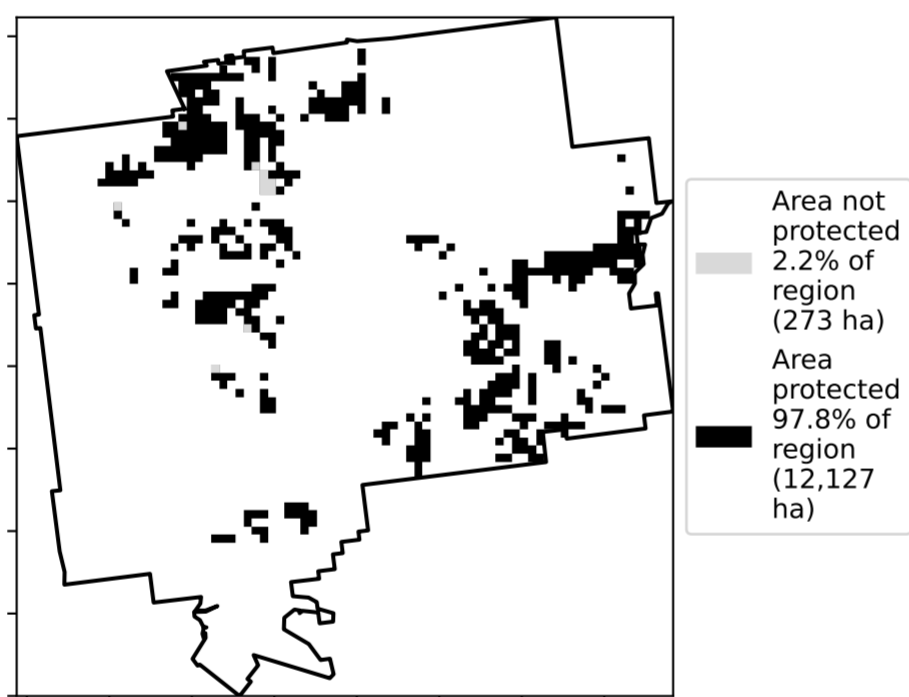 Area not
protected
2.2% of
region
(273 ha)
Area
protected
97.8% of
region
(12,127
ha)